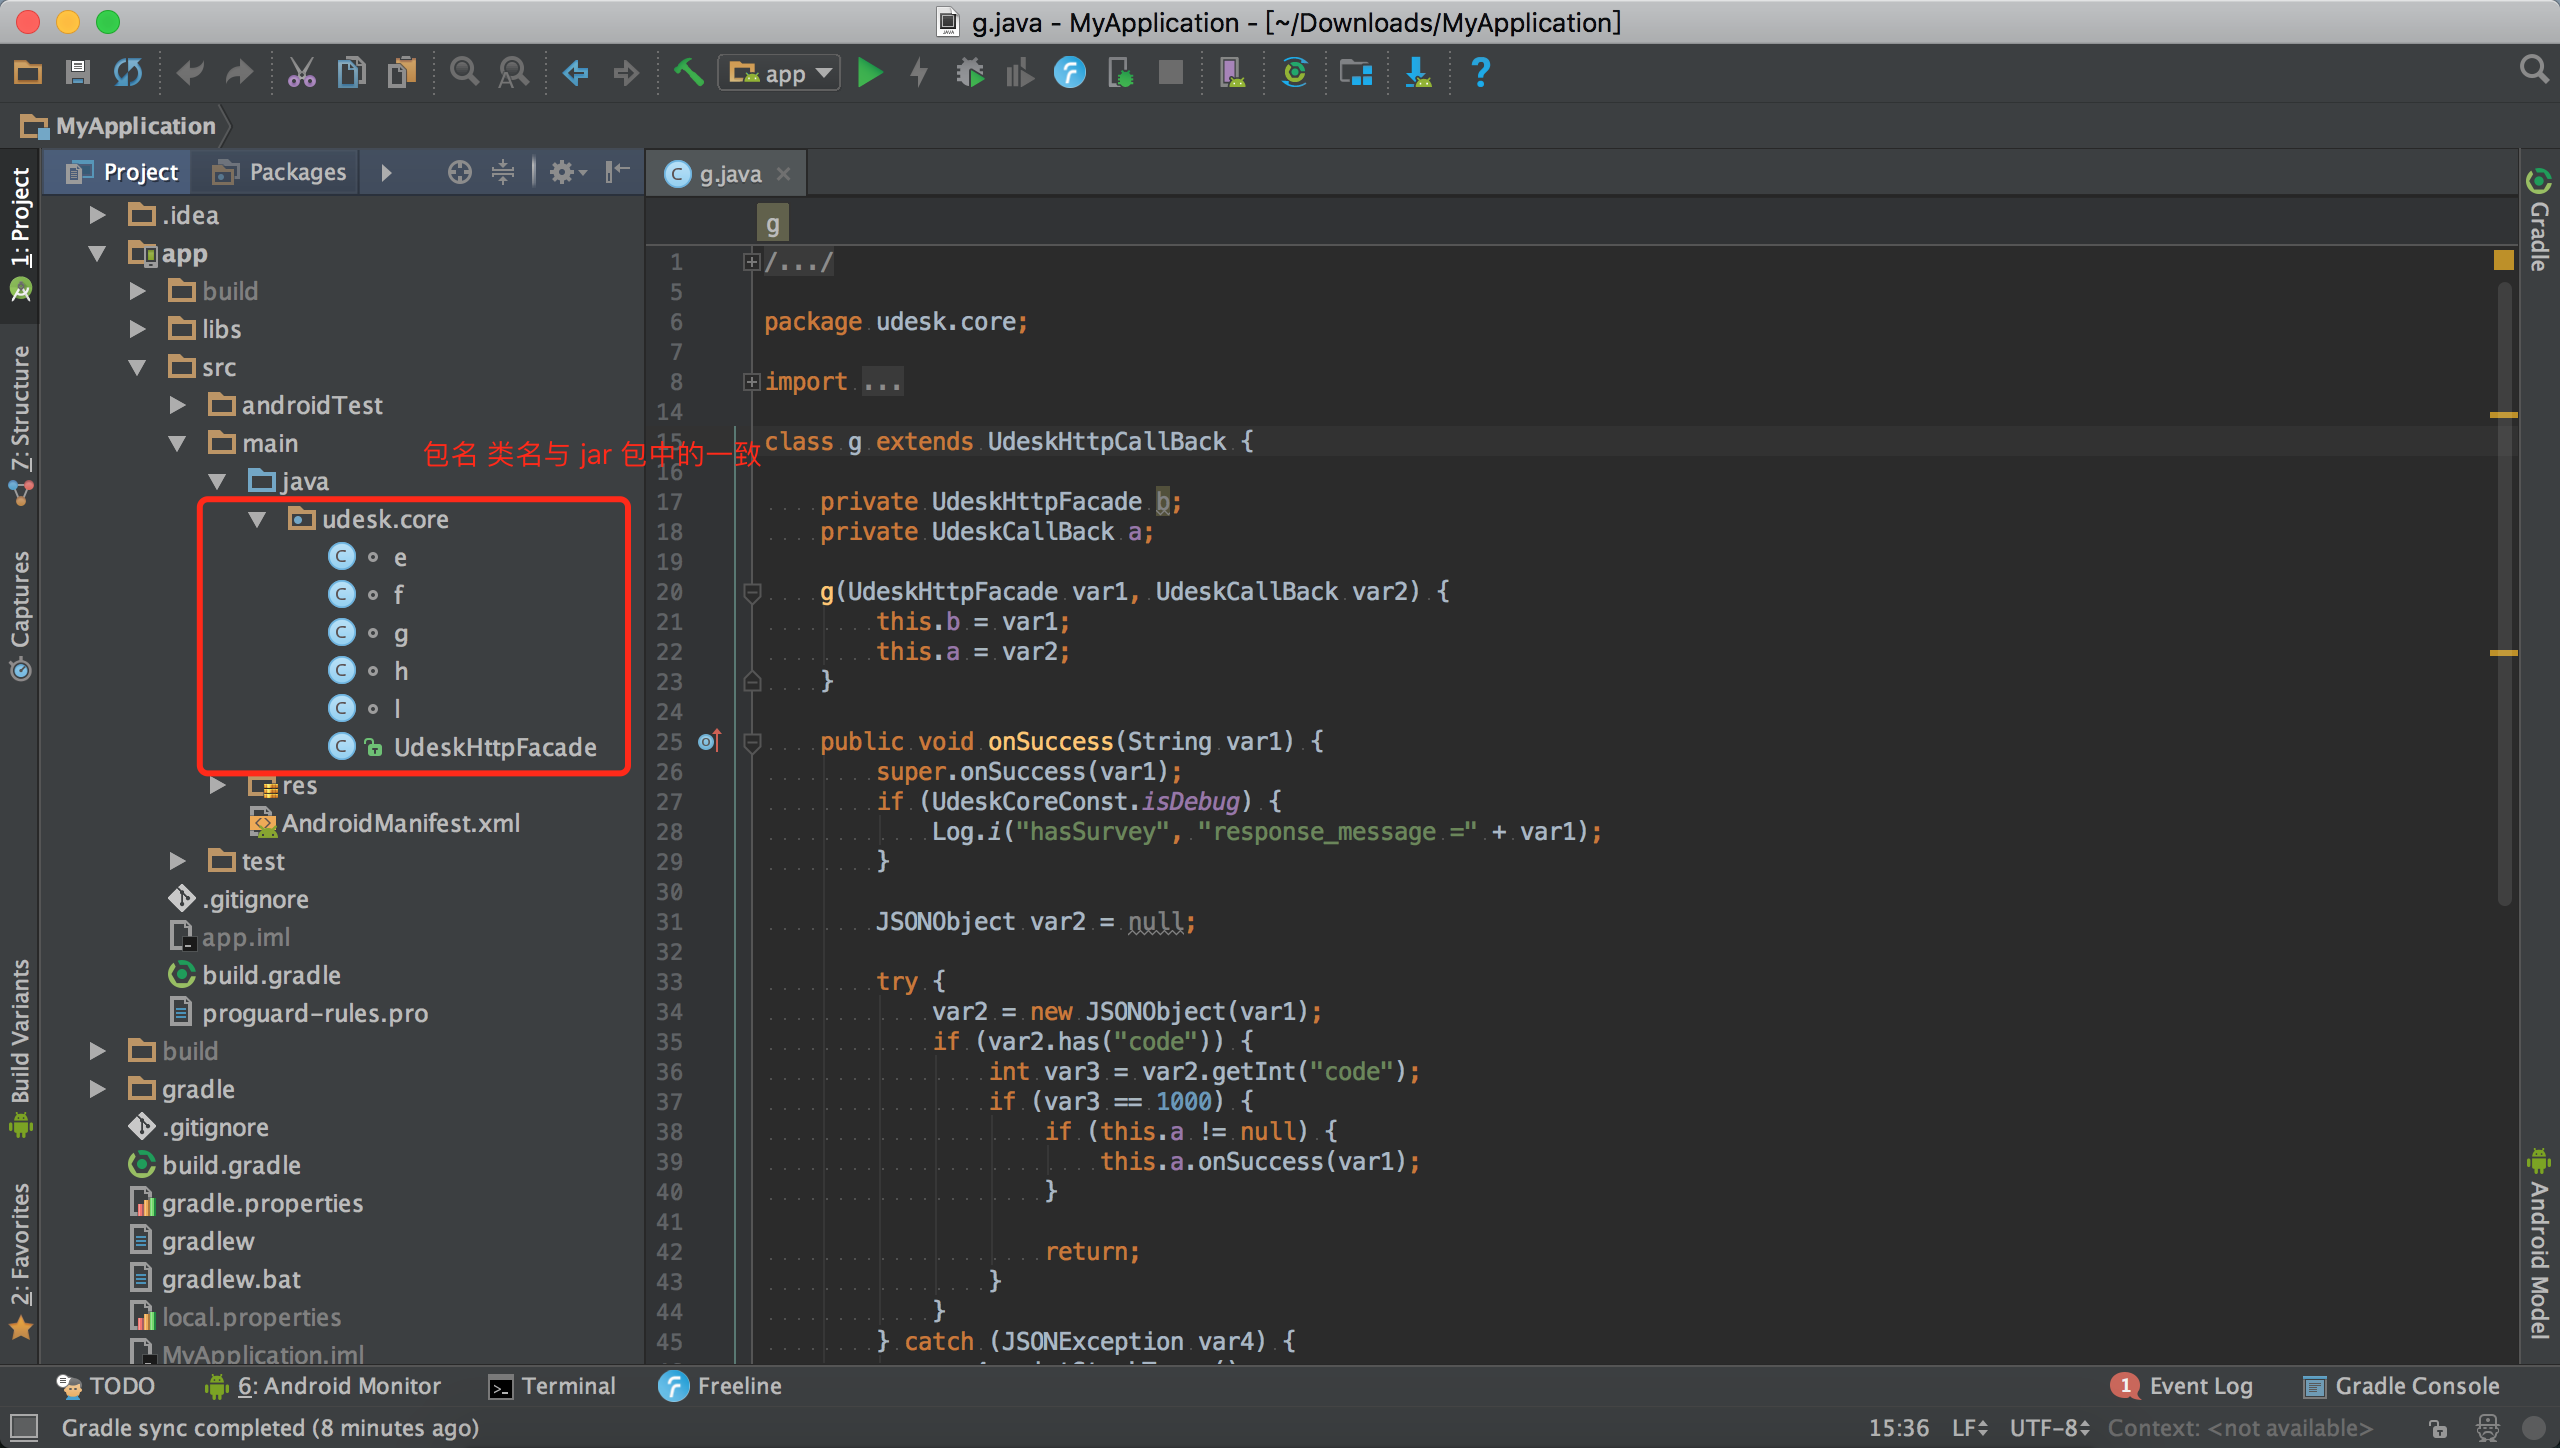 g.java - MyApplication - [~/Downloads/MyApplication]
app
MyApplication
Project
Packages
g.java
1: Project
7: Structure
Captures
Build Variants
2: Favorites
.idea
app
build
libs
src
androidTest
main
java
udesk.core
e
f
g
h
l
UdeskHttpFacade
res
AndroidManifest.xml
test
.gitignore
app.iml
build.gradle
proguard-rules.pro
build
gradle
.gitignore
build.gradle
gradle.properties
gradlew
gradlew.bat
local.properties
MyApplication.iml
包名 类名与 jar 包中的一致
g
1 /.../
5
6 package udesk.core;
7
8 import ...
14
15 class g extends UdeskHttpCallBack {
16
17 private UdeskHttpFacade b;
18 private UdeskCallBack a;
19
20 g(UdeskHttpFacade var1, UdeskCallBack var2) {
21 this.b = var1;
22 this.a = var2;
23 }
24
25 public void onSuccess(String var1) {
26 super.onSuccess(var1);
27 if (UdeskCoreConst.isDebug) {
28 Log.i("hasSurvey", "response_message =" + var1);
29 }
30
31 JSONObject var2 = null;
32
33 try {
34 var2 = new JSONObject(var1);
35 if (var2.has("code")) {
36 int var3 = var2.getInt("code");
37 if (var3 == 1000) {
38 if (this.a != null) {
39 this.a.onSuccess(var1);
40 }
41
42 return;
43 }
44 }
45 } catch (JSONException var4) {
Gradle
Android Model
TODO
6: Android Monitor
Terminal
Freeline
1 Event Log
Gradle Console
Gradle sync completed (8 minutes ago)
15:36
LF
UTF-8
Context: <not available>